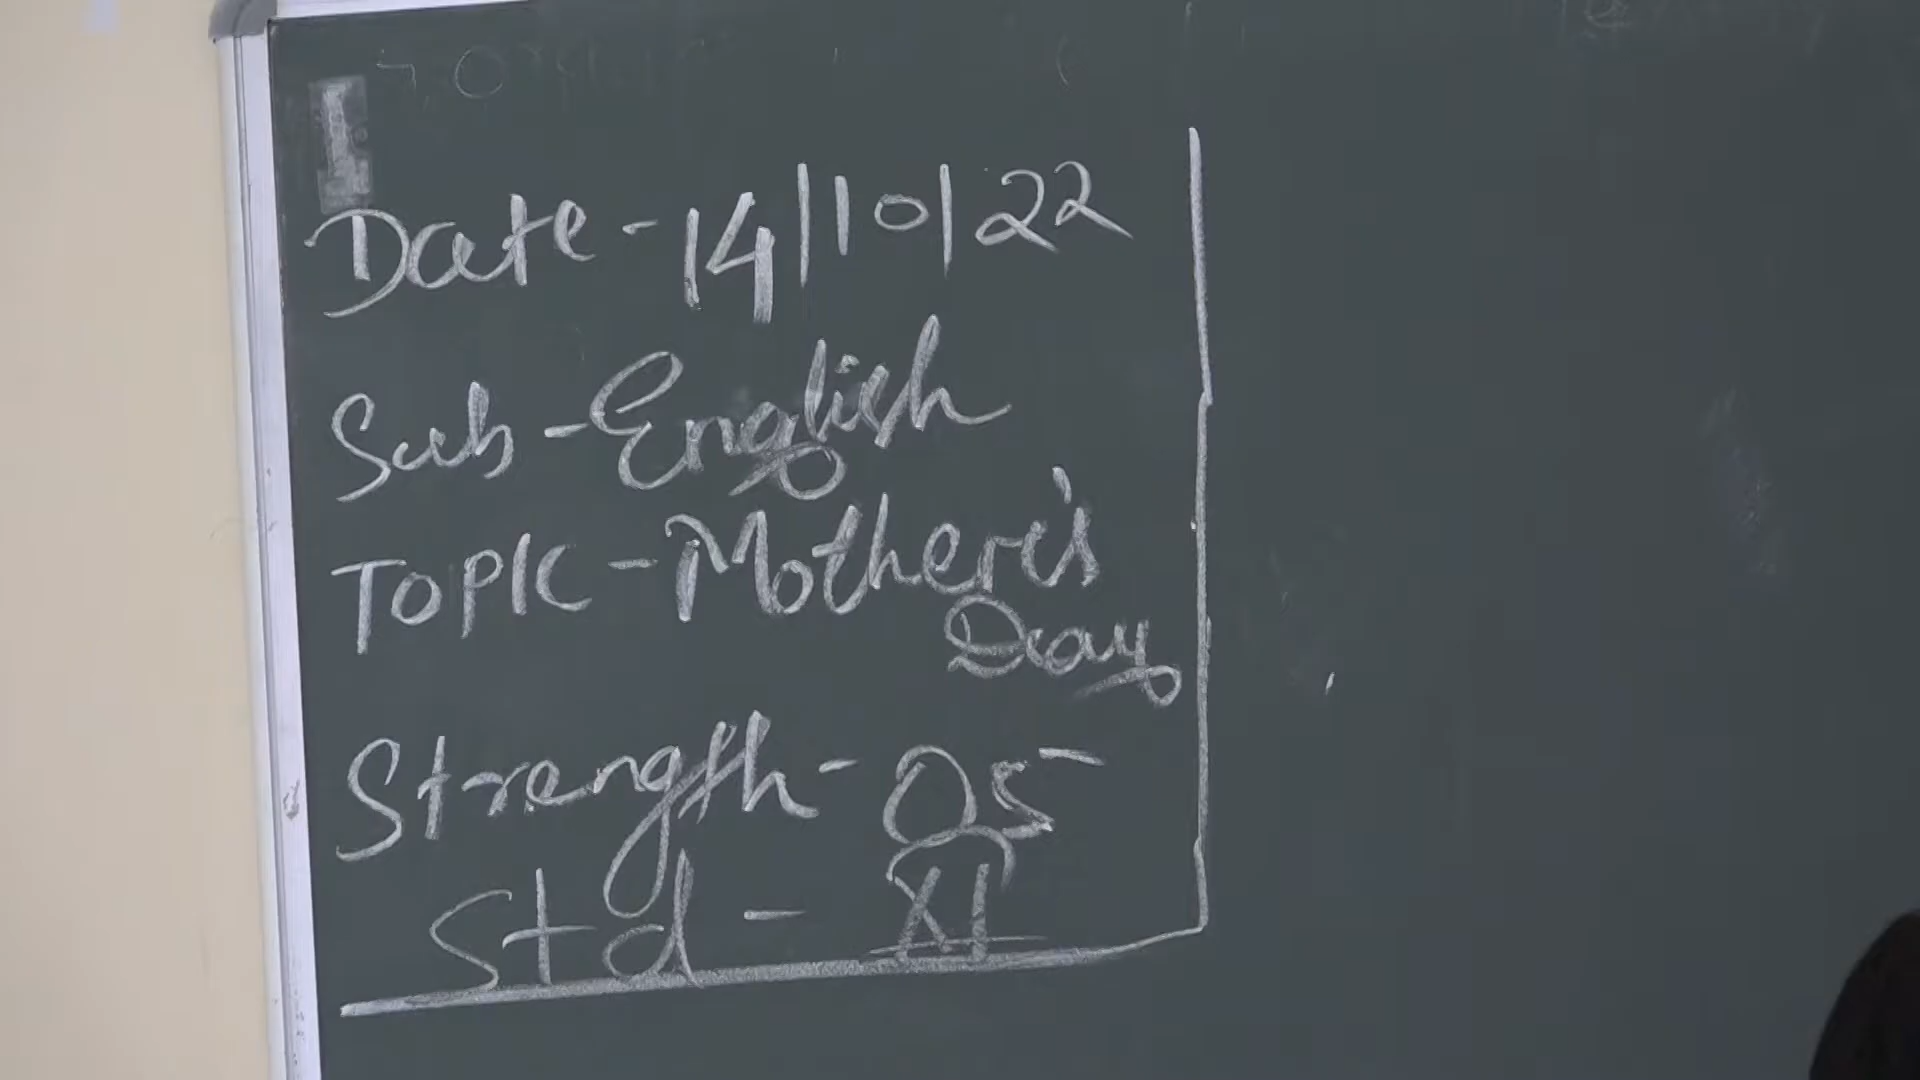 Date - 14/10/22
Sub - English
Topic - Mother's
Day
Strength - 05
Std - XI